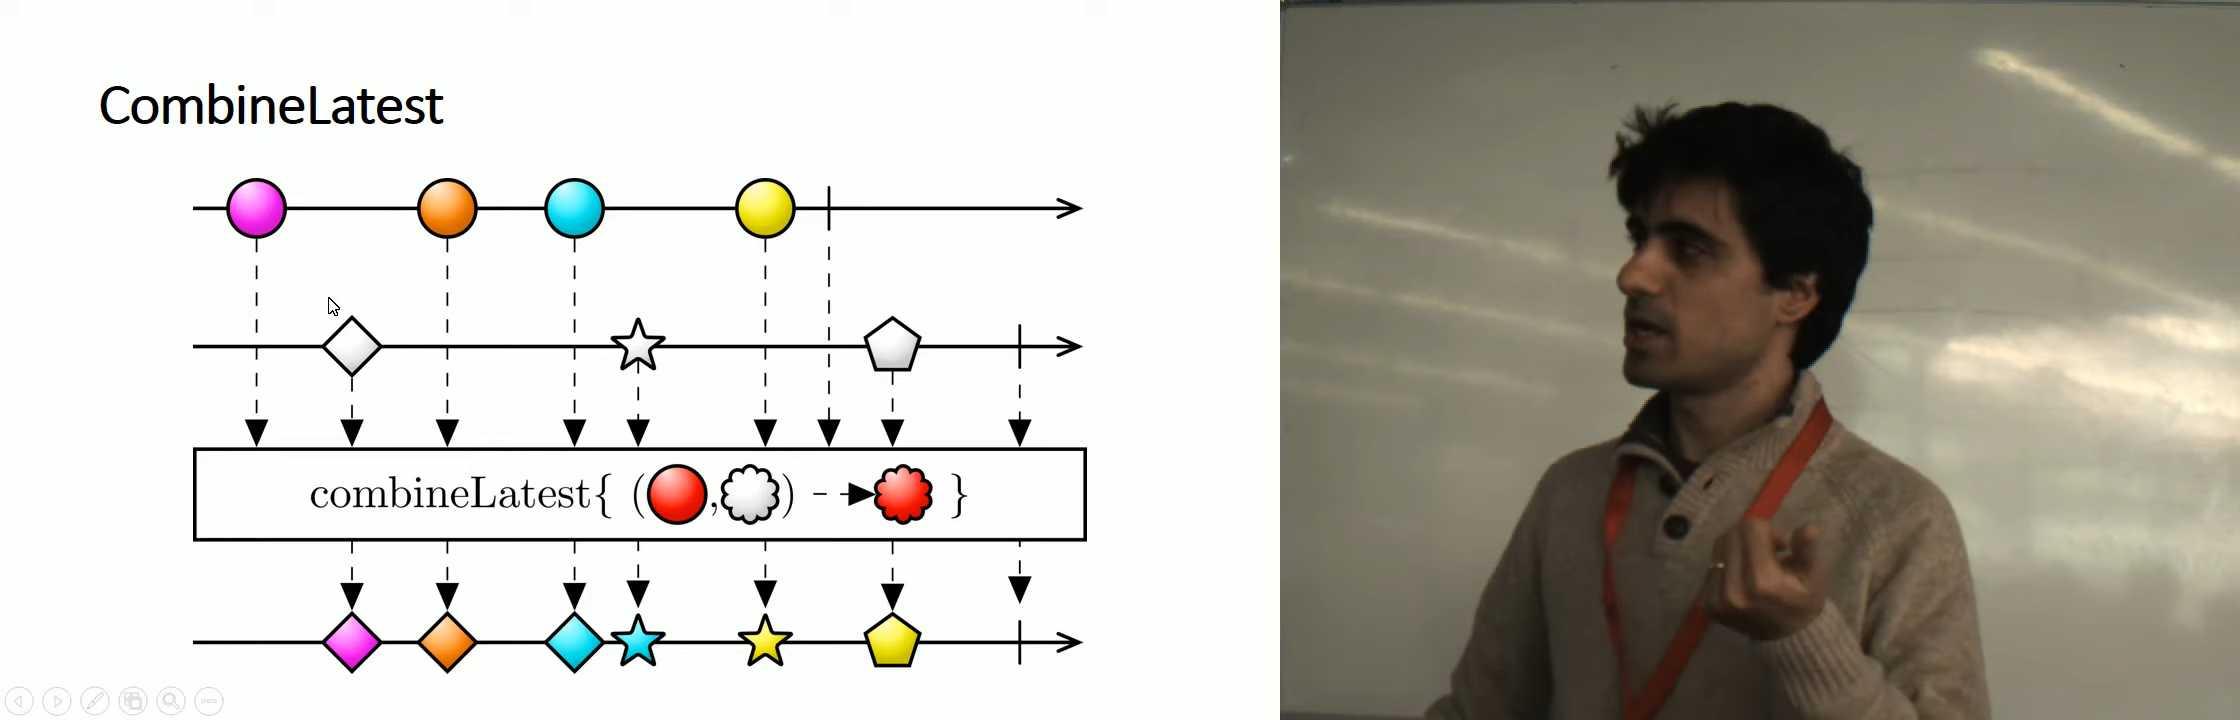 CombineLatest
combineLatest{ ( , ) }